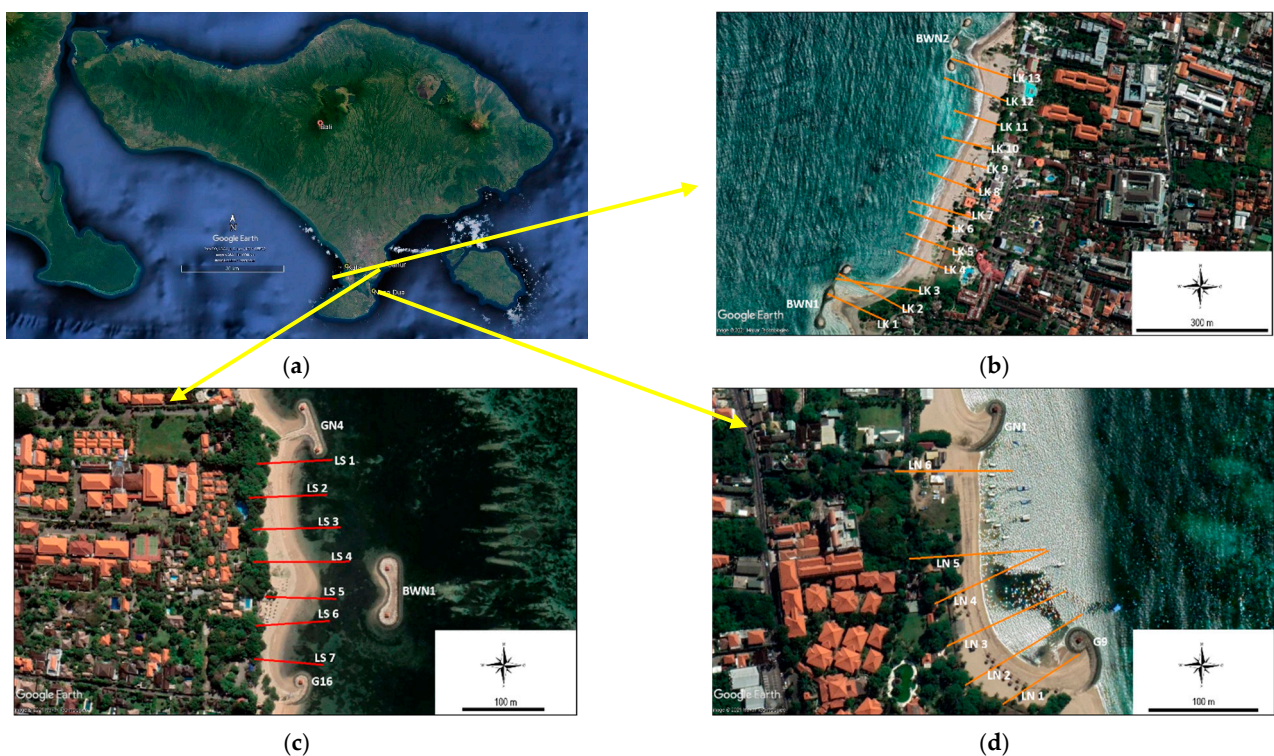 Bali
Google Earth
(a)
BWN2
LK 13
LK 12
LK 11
LK 10
LK 9
LK 8
LK 7
LK 6
LK 5
LK 4
LK 3
LK 2
LK 1
BWN1
Google Earth
300 m
(b)
GN4
LS 1
LS 2
LS 3
LS 4
LS 5
BWN1
LS 6
LS 7
G16
Google Earth
100 m
(c)
GN1
LN 6
LN 5
LN 4
LN 3
G9
LN 2
LN 1
Google Earth
100 m
(d)